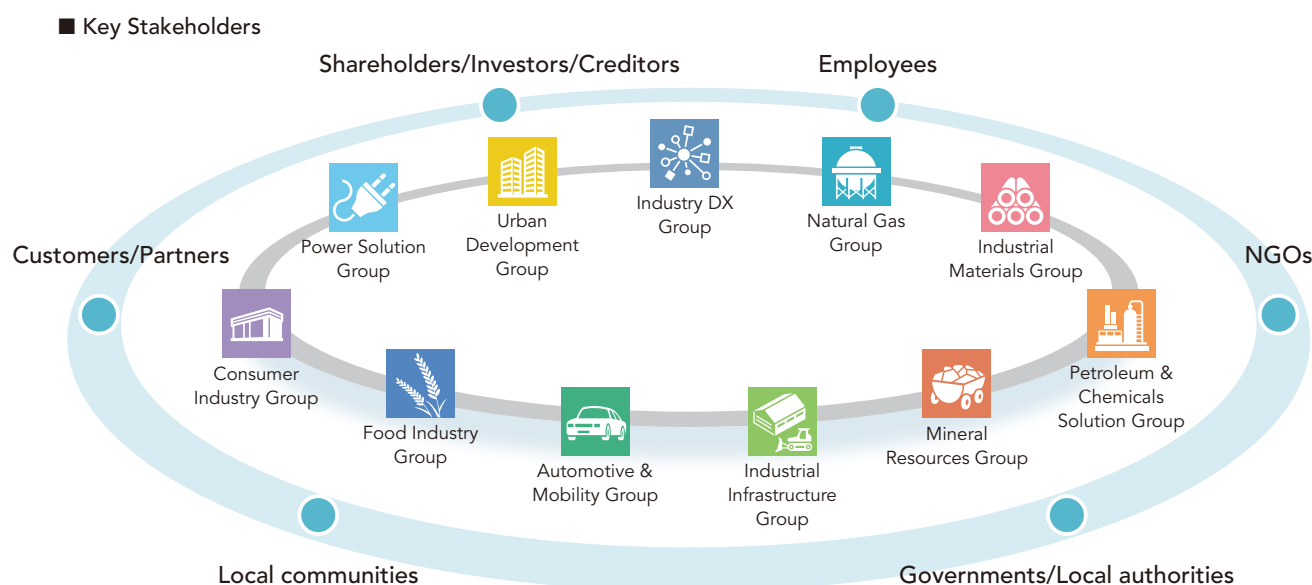 ■ Key Stakeholders
Shareholders/Investors/Creditors
Employees
Customers/Partners
NGOs
Power Solution
Group
Urban
Development
Group
Industry DX
Group
Natural Gas
Group
Industrial
Materials Group
Consumer
Industry Group
Food Industry
Group
Automotive &
Mobility Group
Industrial
Infrastructure
Group
Mineral
Resources Group
Petroleum &
Chemicals
Solution Group
Local communities
Governments/Local authorities